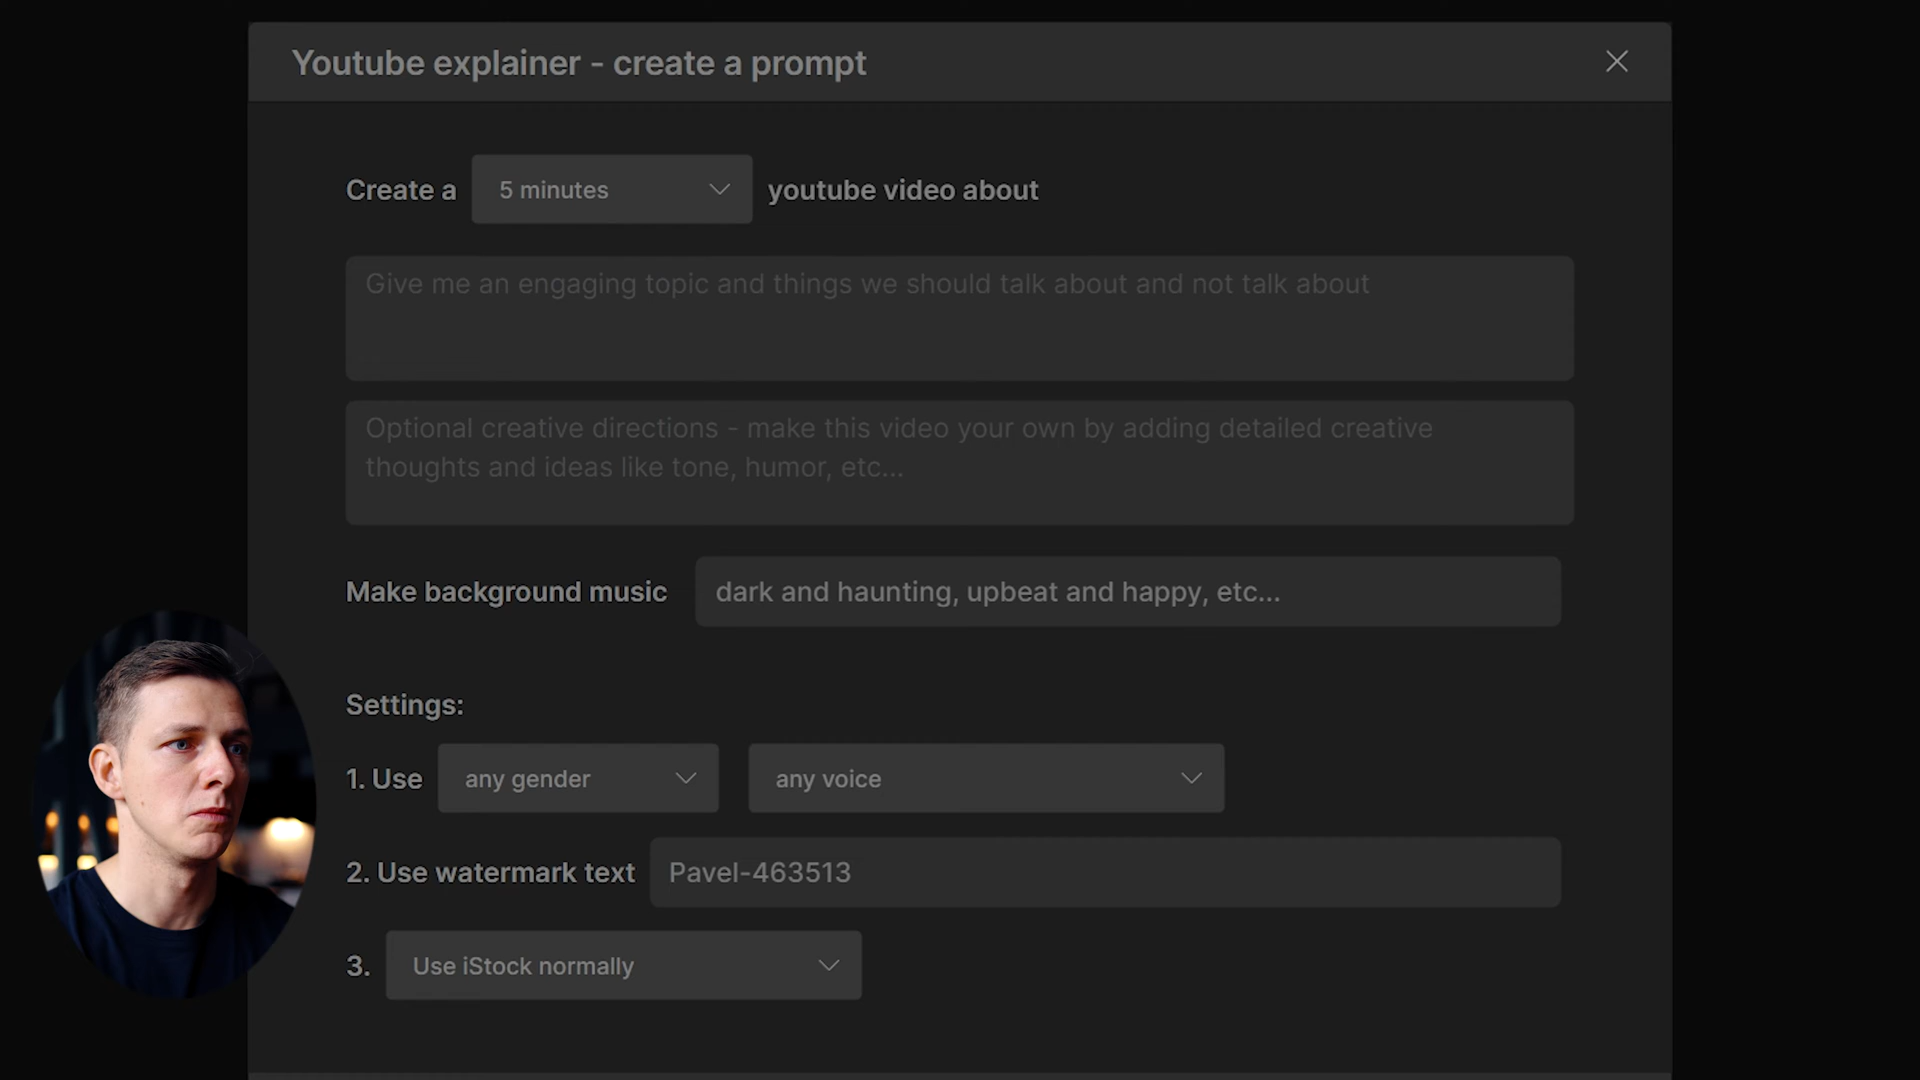 Youtube explainer - create a prompt
Create a 5 minutes youtube video about
Give me an engaging topic and things we should talk about and not talk about
Optional creative directions - make this video your own by adding detailed creative
thoughts and ideas like tone, humor, etc...
Make background music dark and haunting, upbeat and happy, etc...
Settings:
1. Use any gender any voice
2. Use watermark text Pavel-463513
3. Use iStock normally